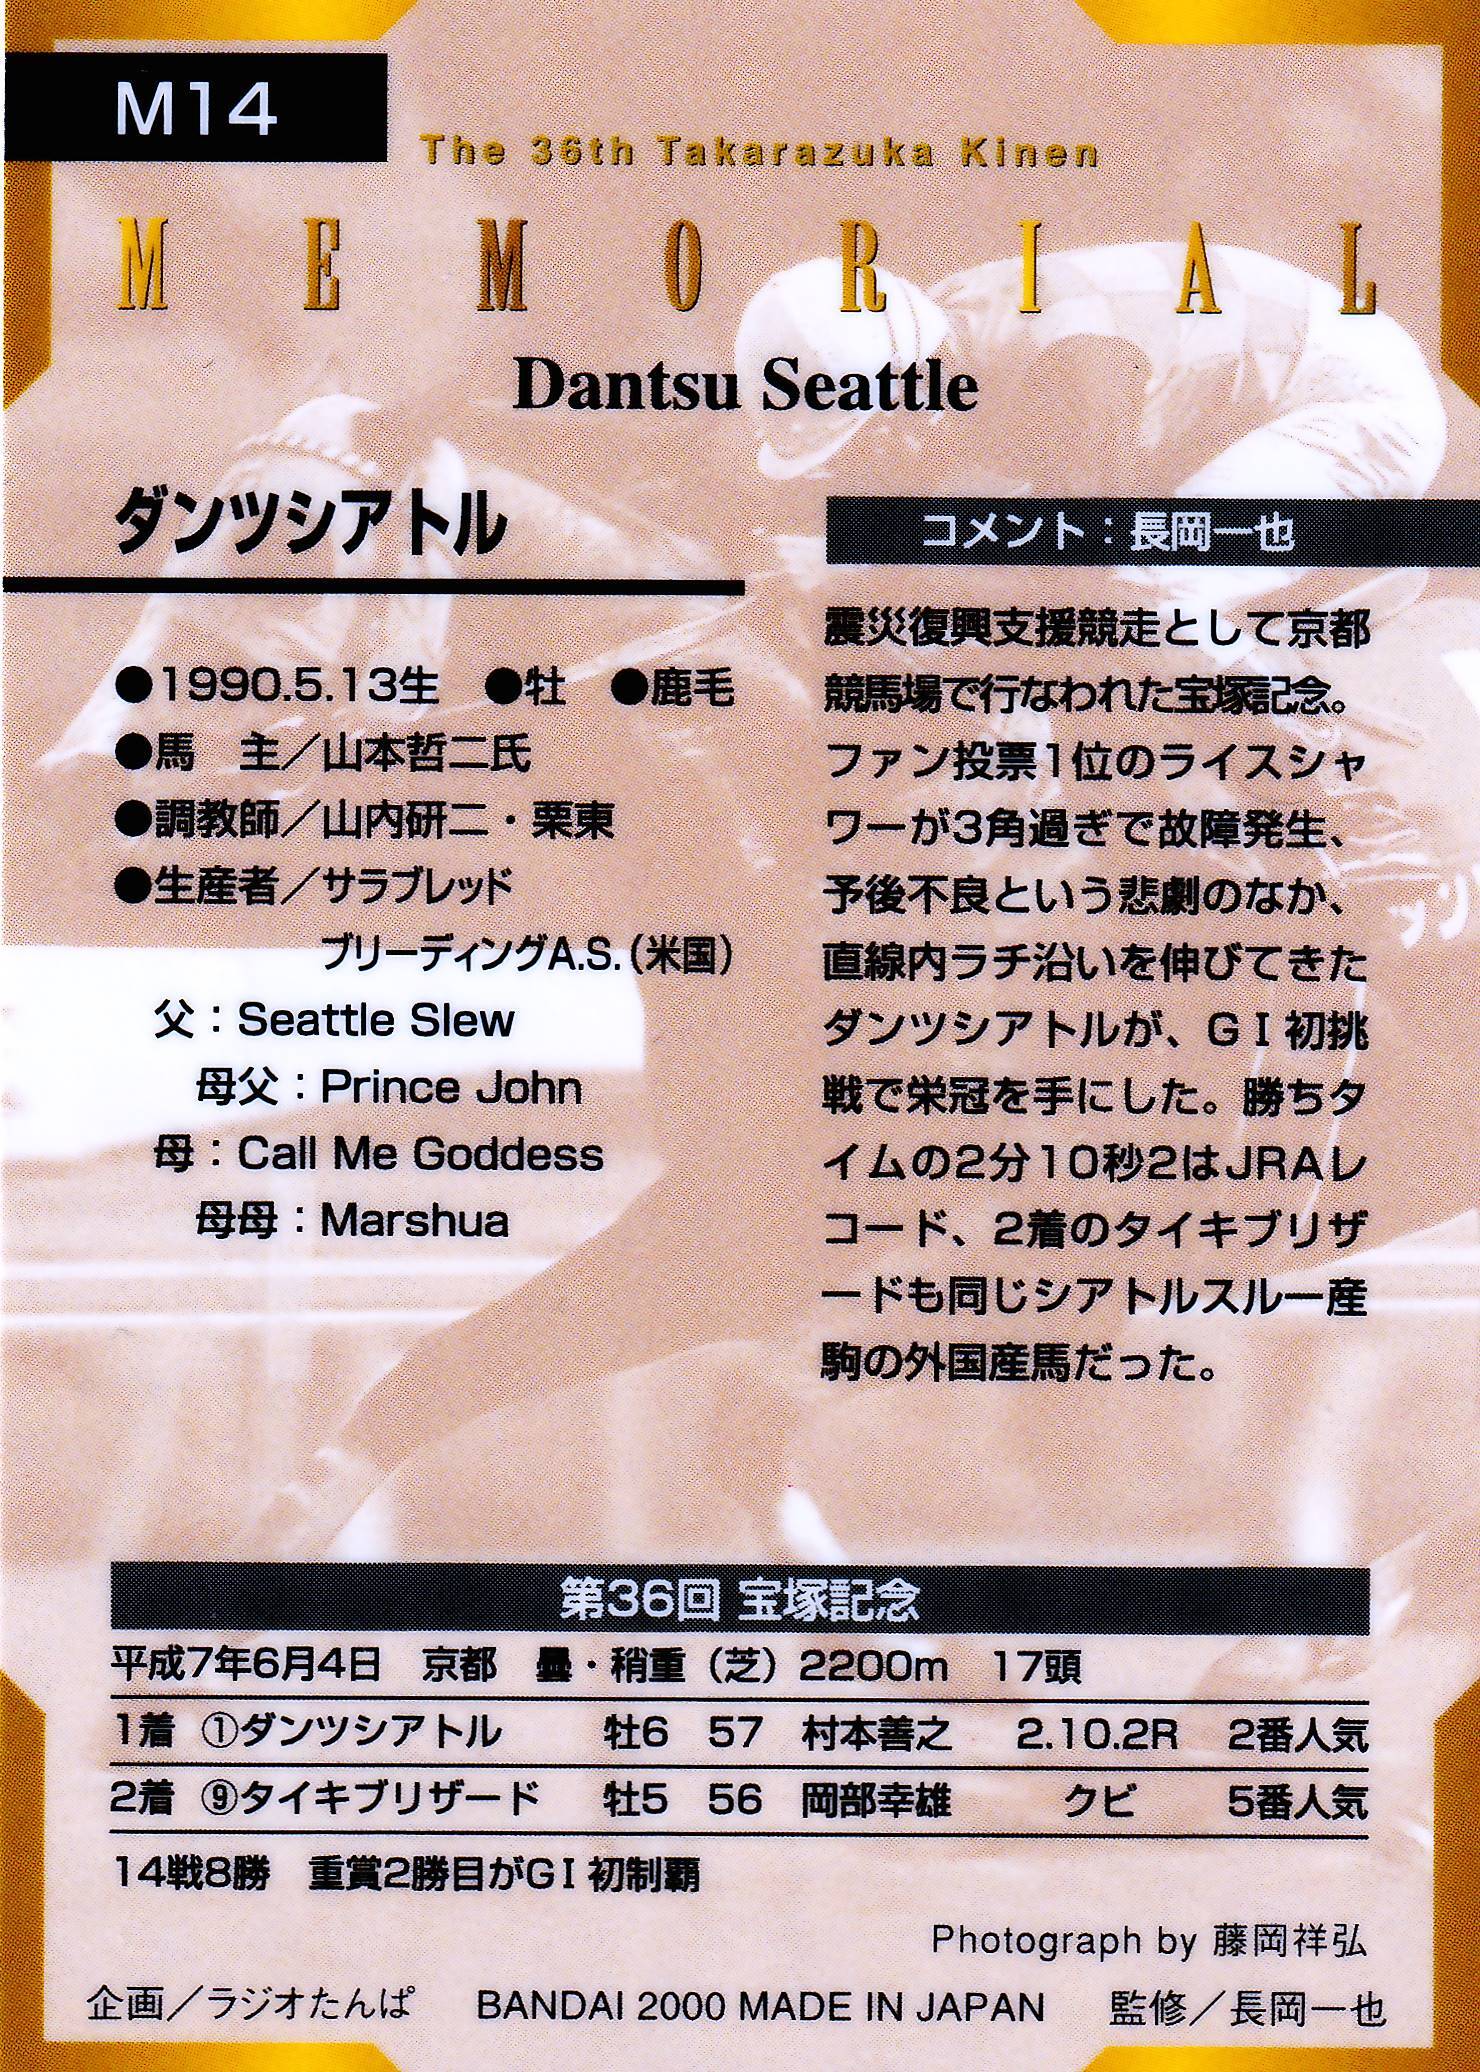 M14
The 36th Takarazuka Kinen
MEMORIAL
Dantsu Seattle
ダンツシアトル
●1990.5.13生 ●牡 ●鹿毛
●馬 主／山本哲二氏
●調教師／山内研二・栗東
●生産者／サラブレッド
ブリーディングA.S.（米国）
父：Seattle Slew
母父：Prince John
母：Call Me Goddess
母母：Marshua
コメント：長岡一也
震災復興支援競走として京都
競馬場で行なわれた宝塚記念。
ファン投票1位のライスシャ
ワーが3角過ぎで故障発生、
予後不良という悲劇のなか、
直線内ラチ沿いを伸びてきた
ダンツシアトルが、GⅠ初挑
戦で栄冠を手にした。勝ちタ
イムの2分10秒2はJRAレ
コード、2着のタイキブリザ
ードも同じシアトルスルー産
駒の外国産馬だった。
第36回 宝塚記念
平成7年6月4日 京都 曇・稍重（芝）2200m 17頭
1着 ①ダンツシアトル 牡6 57 村本善之 2.10.2R 2番人気
2着 ⑨タイキブリザード 牡5 56 岡部幸雄 クビ 5番人気
14戦8勝 重賞2勝目がGⅠ初制覇
Photograph by 藤岡祥弘
企画／ラジオたんぱ BANDAI 2000 MADE IN JAPAN 監修／長岡一也